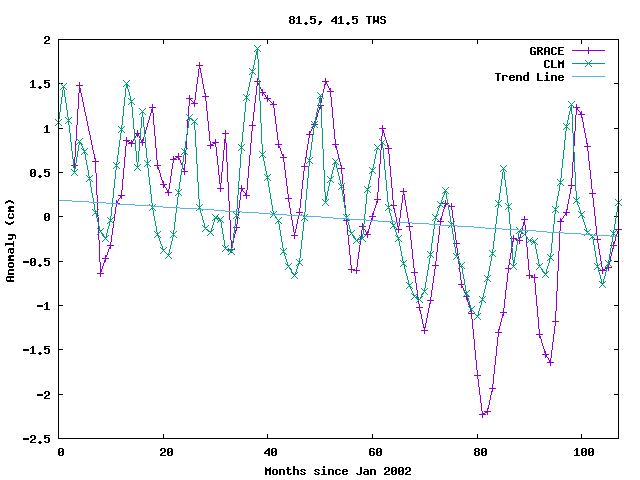 81.5, 41.5 TWS
GRACE
CLM
Trend Line
2
1.5
1
0.5
0
-0.5
-1
-1.5
-2
-2.5
Anomaly (cm)
0 20 40 60 80 100
Months since Jan 2002